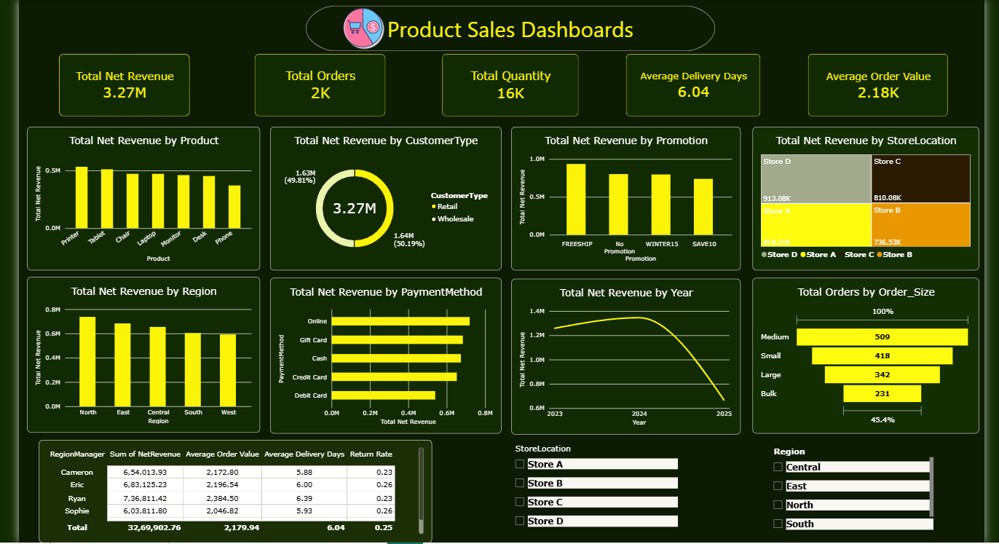 Product Sales Dashboards
Total Net Revenue
3.27M
Total Orders
2K
Total Quantity
16K
Average Delivery Days
6.04
Average Order Value
2.18K
Total Net Revenue by Product
Total Net Revenue
0.5M
0.0M
Printer
Tablet
Chair
Laptop
Monitor
Desk
Phone
Product
Total Net Revenue by CustomerType
1.63M
(49.81%)
3.27M
1.64M
(50.19%)
CustomerType
Retail
Wholesale
Total Net Revenue by Promotion
Total Net Revenue
1.0M
0.5M
0.0M
FREESHIP
No
Promotion
WINTER15
SAVE10
Promotion
Total Net Revenue by StoreLocation
Store D
913.08K
Store C
810.08K
Store A
810.21K
Store B
736.53K
Store D Store A Store C Store B
Total Net Revenue by Region
Total Net Revenue
0.8M
0.6M
0.4M
0.2M
0.0M
North East Central South West
Region
Total Net Revenue by PaymentMethod
PaymentMethod
Online
Gift Card
Cash
Credit Card
Debit Card
0.0M 0.2M 0.4M 0.6M 0.8M
Total Net Revenue
Total Net Revenue by Year
Total Net Revenue
1.4M
1.2M
1.0M
0.8M
0.6M
2023 2024 2025
Year
Total Orders by Order_Size
100%
Medium 509
Small 418
Large 342
Bulk 231
45.4%
RegionManager Sum of NetRevenue Average Order Value Average Delivery Days Return Rate
Cameron 6,54,013.93 2,172.80 5.88 0.23
Eric 6,83,125.23 2,196.54 6.00 0.26
Ryan 7,36,811.42 2,384.50 6.39 0.23
Sophie 6,03,811.80 2,046.82 5.93 0.26
Total 32,69,902.76 2,179.94 6.04 0.25
StoreLocation
Store A
Store B
Store C
Store D
Region
Central
East
North
South